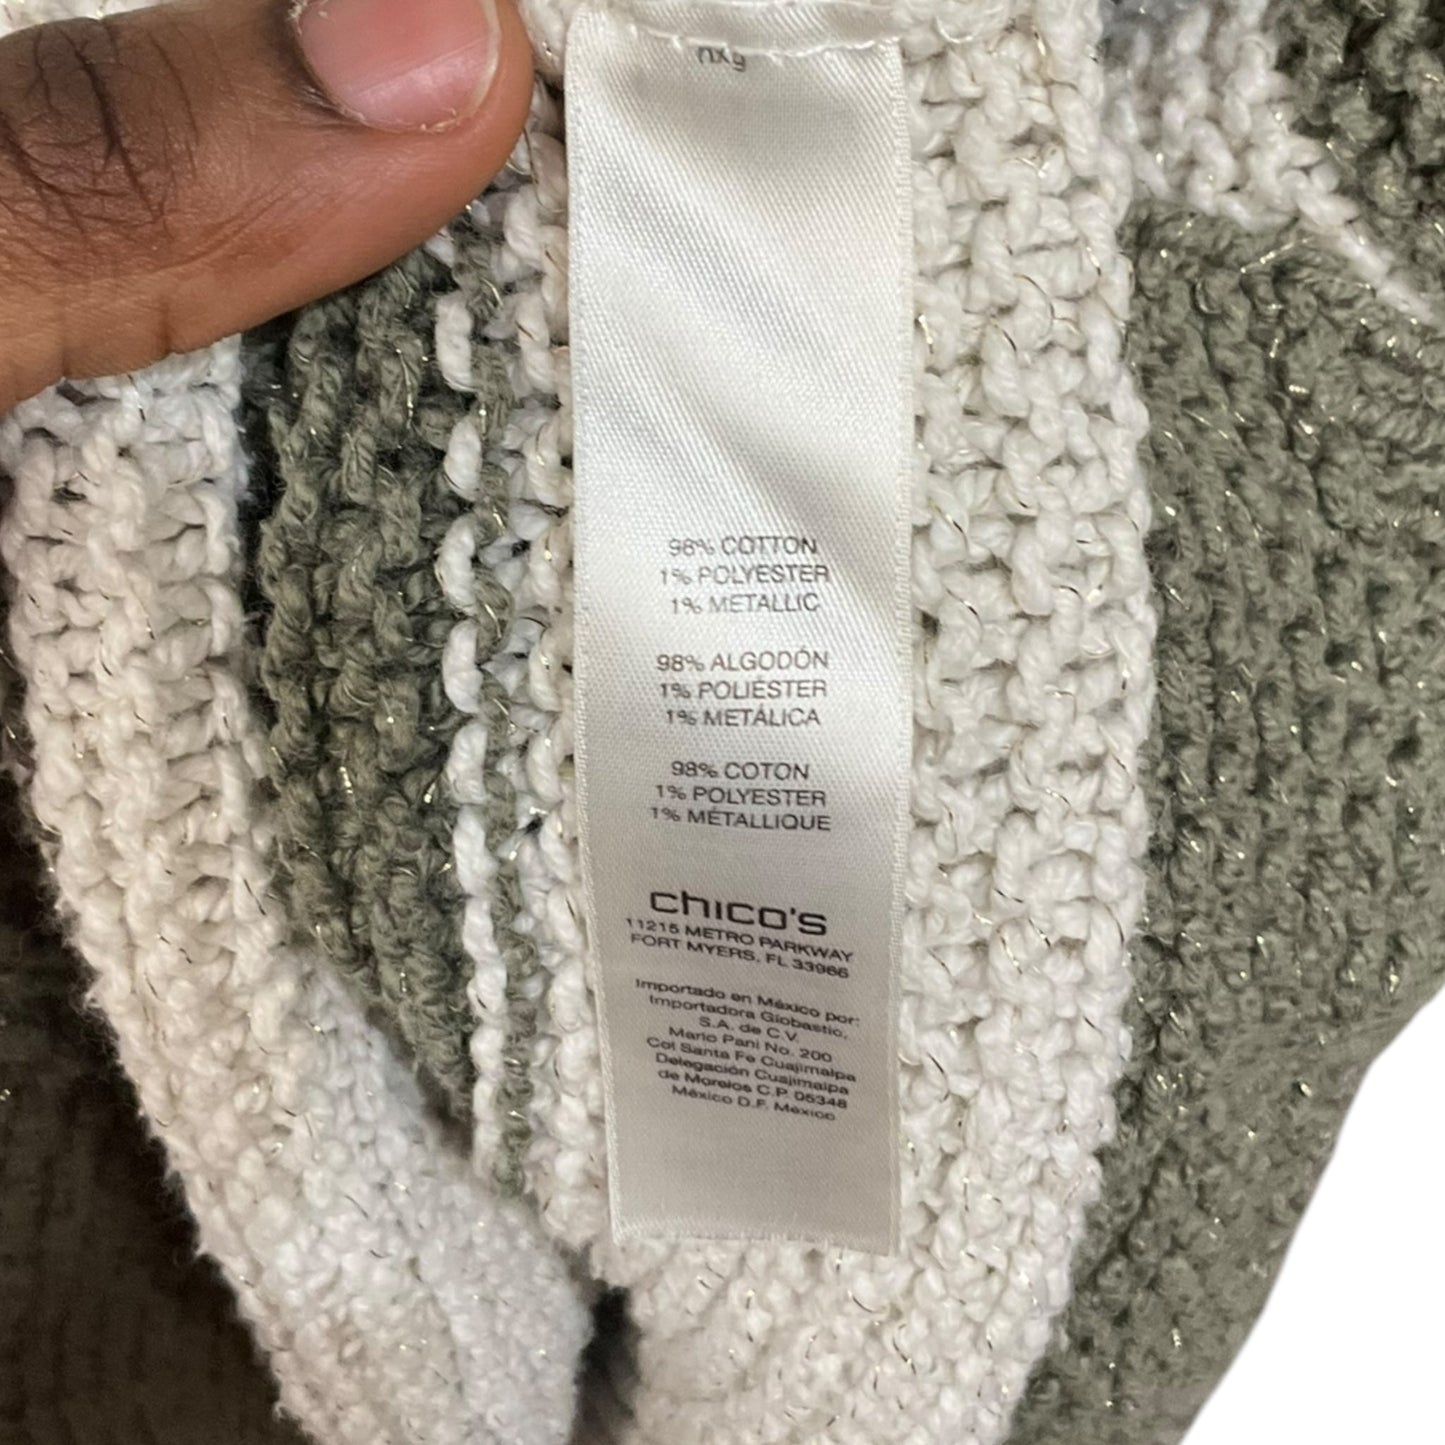 98% COTTON
1% POLYESTER
1% METALLIC
98% ALGODÓN
1% POLIÉSTER
1% METÁLICA
98% COTON
1% POLYESTER
1% MÉTALLIQUE
chico's
11215 METRO PARKWAY
FORT MYERS, FL 33966
Importado en México por:
Importadora Globastic,
S.A. de C.V.
Mario Pani No. 200
Col Santa Fe Cuajimalpa
Delegación Cuajimalpa
de Morelos C.P. 05348
México D.F. Mexico